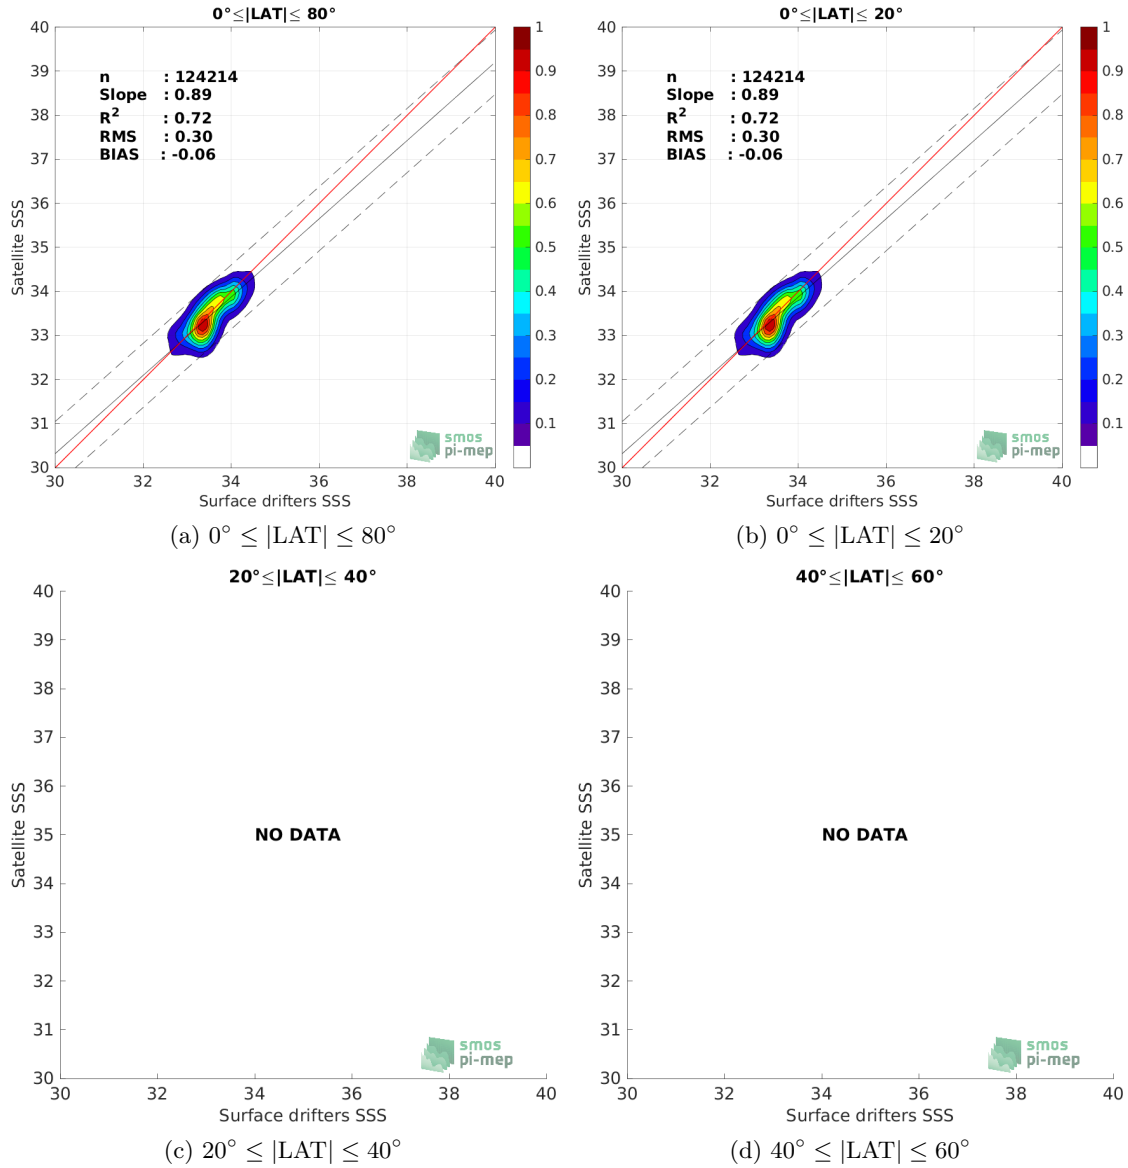 0°≤|LAT|≤ 80°
40
39
38
37
36
35
34
33
32
31
30
Satellite SSS
n : 124214
Slope : 0.89
R² : 0.72
RMS : 0.30
BIAS : -0.06
smos
pi-mep
30 32 34 36 38 40
Surface drifters SSS
1
0.9
0.8
0.7
0.6
0.5
0.4
0.3
0.2
0.1
(a) 0° ≤ |LAT| ≤ 80°
0°≤|LAT|≤ 20°
40
39
38
37
36
35
34
33
32
31
30
Satellite SSS
n : 124214
Slope : 0.89
R² : 0.72
RMS : 0.30
BIAS : -0.06
smos
pi-mep
30 32 34 36 38 40
Surface drifters SSS
1
0.9
0.8
0.7
0.6
0.5
0.4
0.3
0.2
0.1
(b) 0° ≤ |LAT| ≤ 20°
20°≤|LAT|≤ 40°
40
39
38
37
36
35
34
33
32
31
30
Satellite SSS
NO DATA
smos
pi-mep
30 32 34 36 38 40
Surface drifters SSS
(c) 20° ≤ |LAT| ≤ 40°
40°≤|LAT|≤ 60°
40
39
38
37
36
35
34
33
32
31
30
Satellite SSS
NO DATA
smos
pi-mep
30 32 34 36 38 40
Surface drifters SSS
(d) 40° ≤ |LAT| ≤ 60°